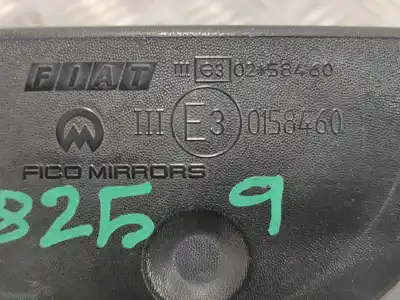 FIAT III e3 02*58460
III E3 0158460
FICO MIRRORS
825 9